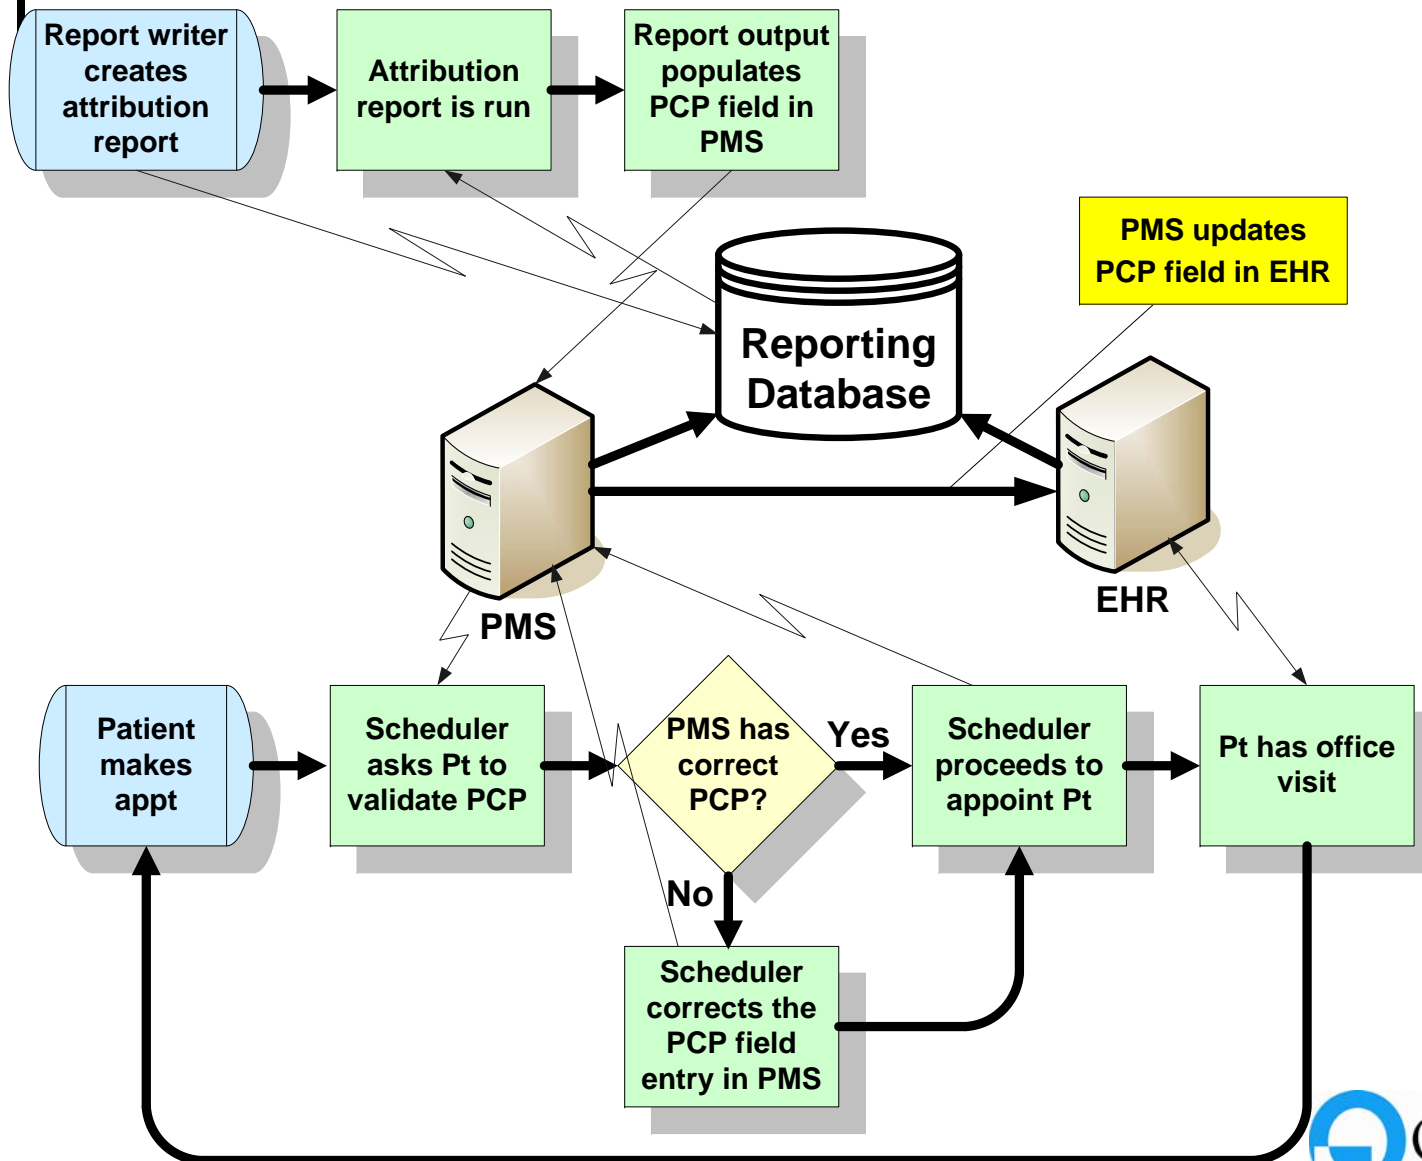 Report writer
creates
attribution
report
Attribution
report is run
Report output
populates
PCP field in
PMS
PMS updates
PCP field in EHR
Reporting
Database
PMS
EHR
Patient
makes
appt
Scheduler
asks Pt to
validate PCP
PMS has
correct
PCP?
Yes
No
Scheduler
proceeds to
appoint Pt
Pt has office
visit
Scheduler
corrects the
PCP field
entry in PMS